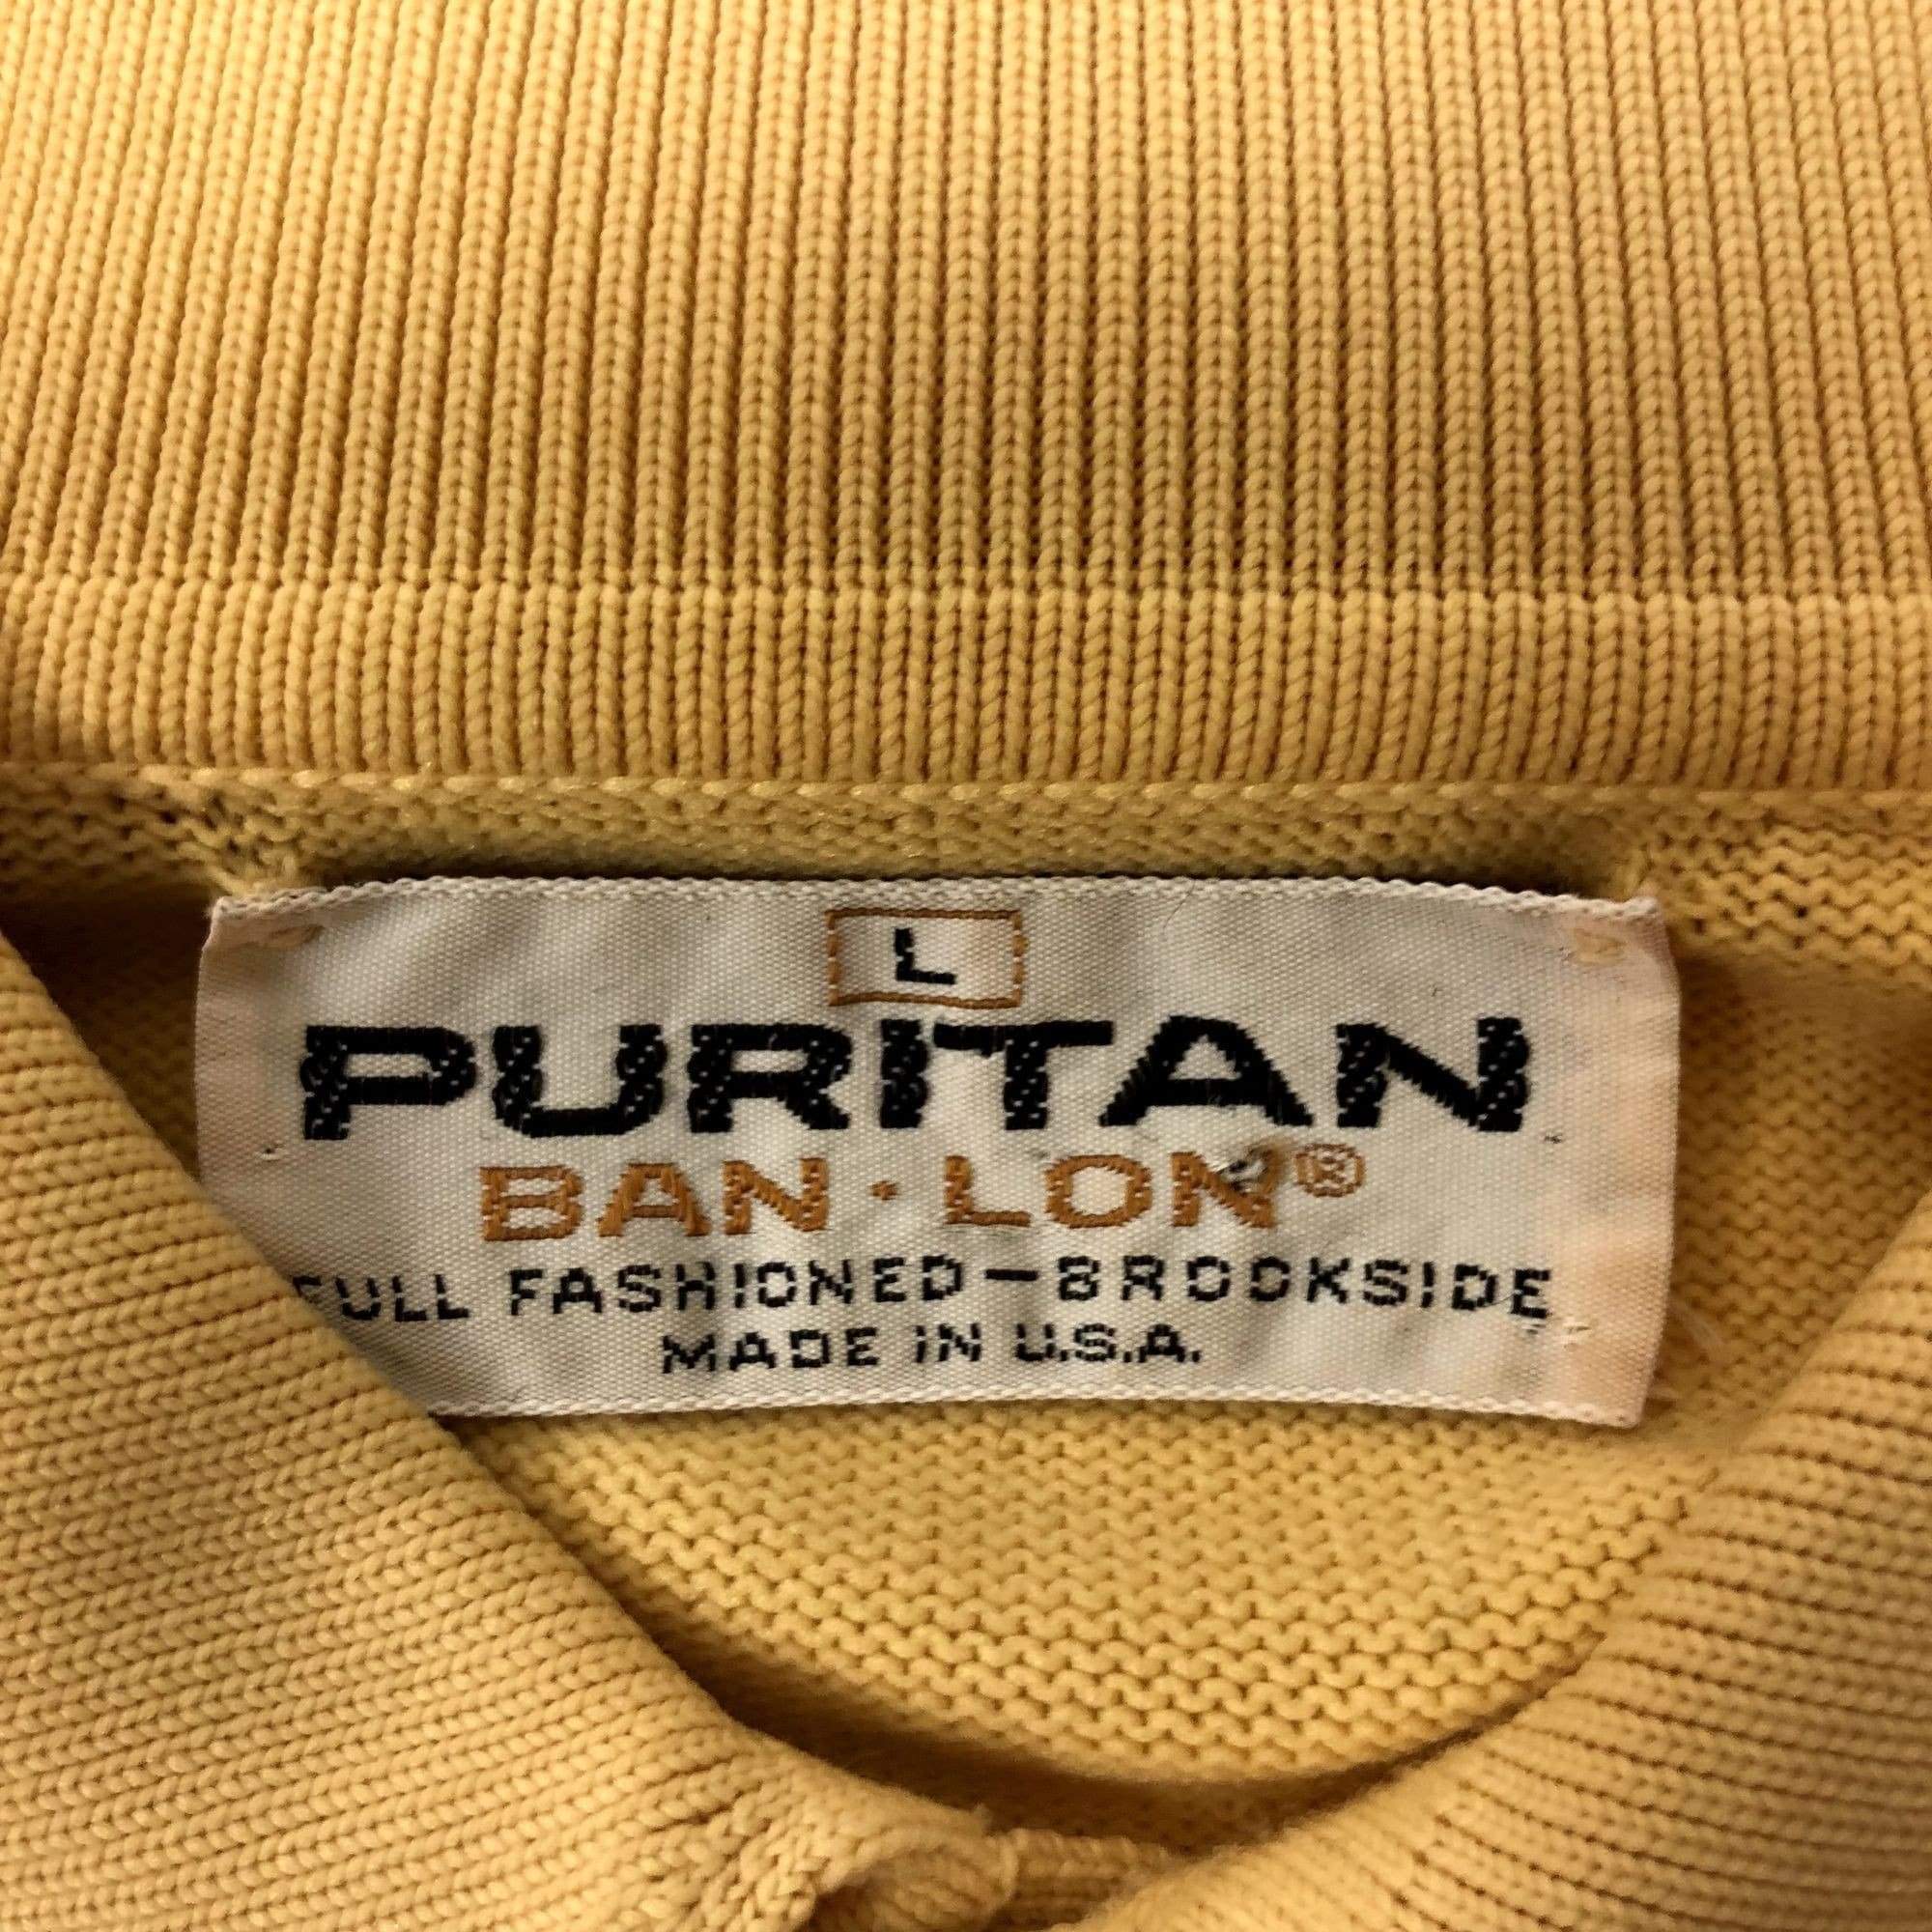 L
PURITAN
BAN·LON®
FULL FASHIONED—BROOKSIDE
MADE IN U.S.A.